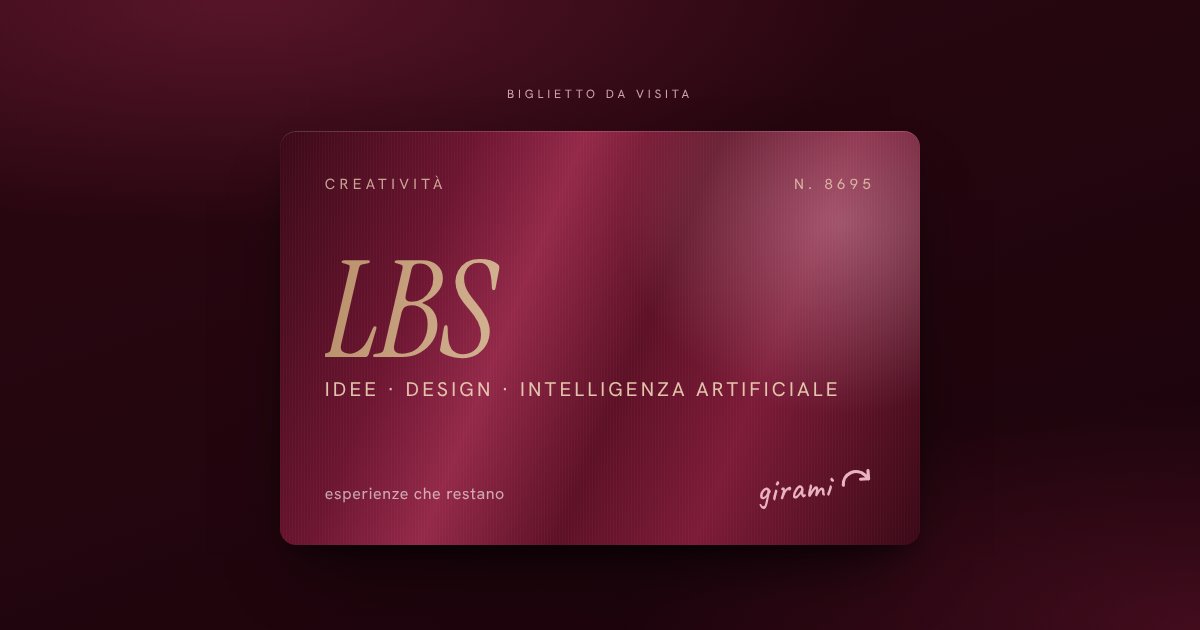 BIGLIETTO DA VISITA
CREATIVITÀ
N. 8695
LBS
IDEE · DESIGN · INTELLIGENZA ARTIFICIALE
esperienze che restano
girami